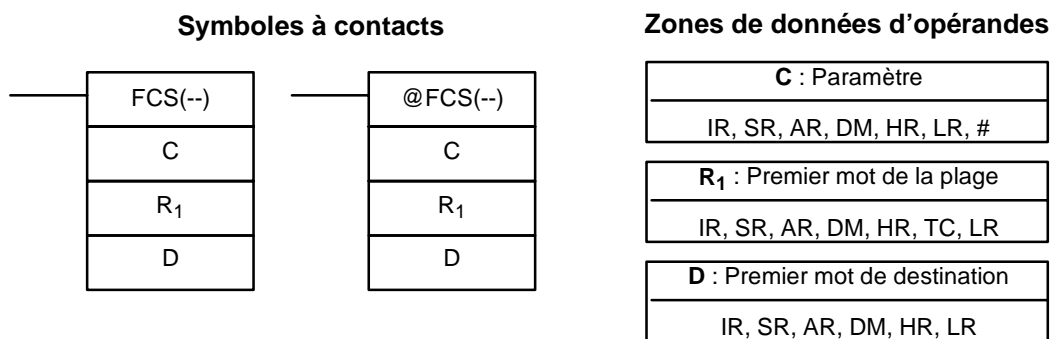 Symboles à contacts
FCS(--)
C
R1
D
@FCS(--)
C
R1
D
Zones de données d’opérandes
C : Paramètre
IR, SR, AR, DM, HR, LR, #
R1 : Premier mot de la plage
IR, SR, AR, DM, HR, TC, LR
D : Premier mot de destination
IR, SR, AR, DM, HR, LR